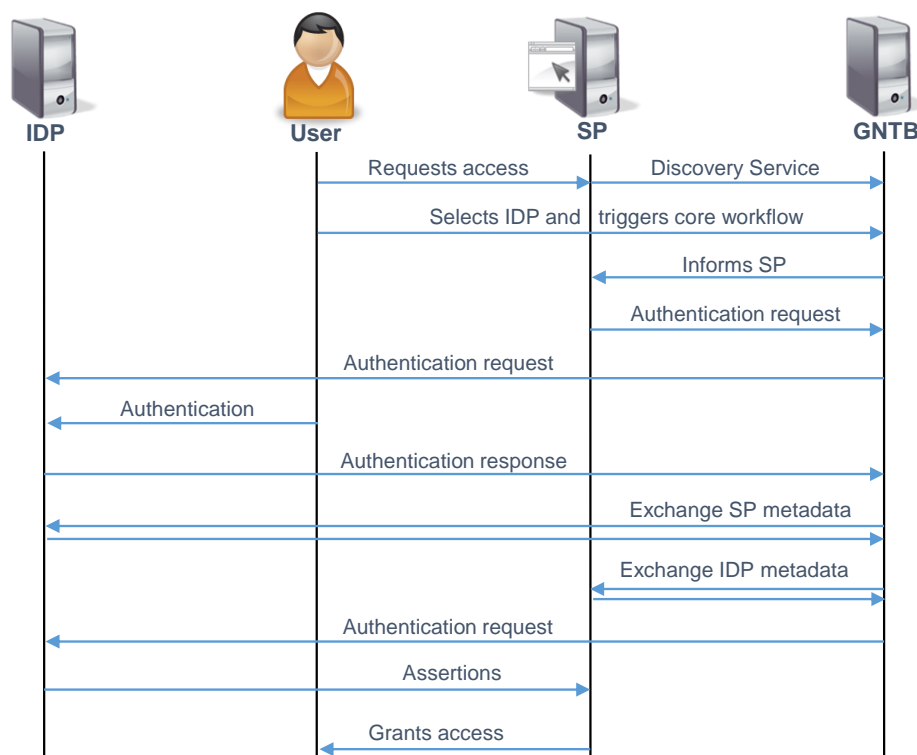 IDP
User
SP
GNTB
Requests access
Discovery Service
Selects IDP and triggers core workflow
Informs SP
Authentication request
Authentication request
Authentication
Authentication response
Exchange SP metadata
Exchange IDP metadata
Authentication request
Assertions
Grants access